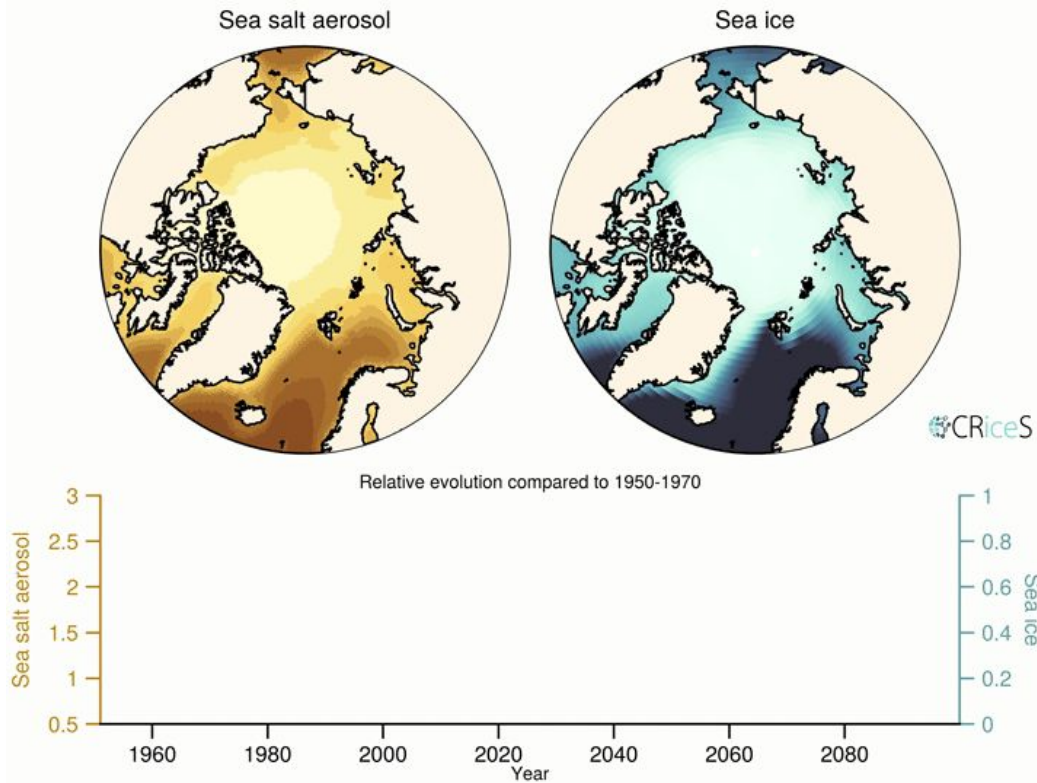 Sea salt aerosol
Sea ice
CRiceS
Relative evolution compared to 1950-1970
Sea salt aerosol
3
2.5
2
1.5
1
0.5
1
0.8
0.6
0.4
0.2
0
Sea ice
1960 1980 2000 2020 2040 2060 2080
Year